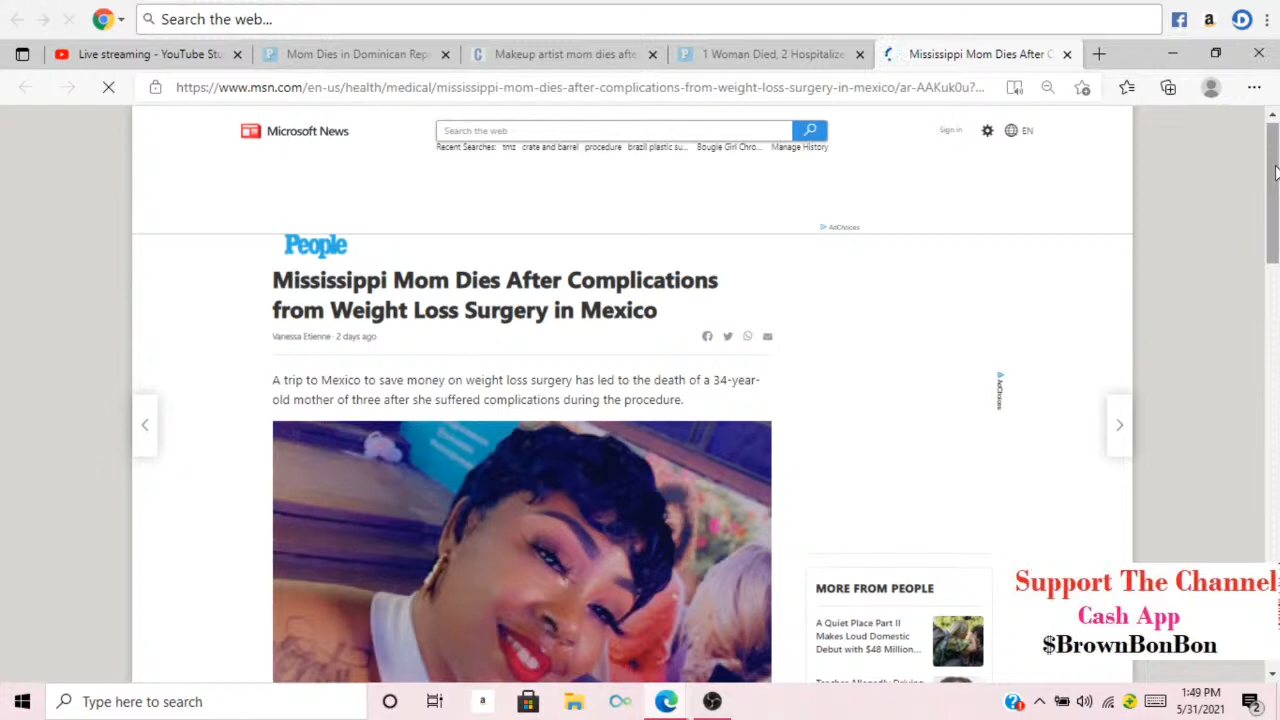 Search the web...
Live streaming - YouTube Stu
Mom Dies in Dominican Rep
Makeup artist mom dies afte
1 Woman Died, 2 Hospitalize
Mississippi Mom Dies After C
https://www.msn.com/en-us/health/medical/mississippi-mom-dies-after-complications-from-weight-loss-surgery-in-mexico/ar-AAKuk0u?...
Microsoft News
Search the web
Sign in
EN
Recent Searches: tmz crate and barrel procedure brazil plastic su... Bougie Girl Chro... Manage History
AdChoices
People
Mississippi Mom Dies After Complications
from Weight Loss Surgery in Mexico
Vanessa Etienne · 2 days ago
A trip to Mexico to save money on weight loss surgery has led to the death of a 34-year-
old mother of three after she suffered complications during the procedure.
AdChoices
MORE FROM PEOPLE
A Quiet Place Part II
Makes Loud Domestic
Debut with $48 Million...
Support The Channel
Cash App
$BrownBonBon
Type here to search
1:49 PM
5/31/2021
2